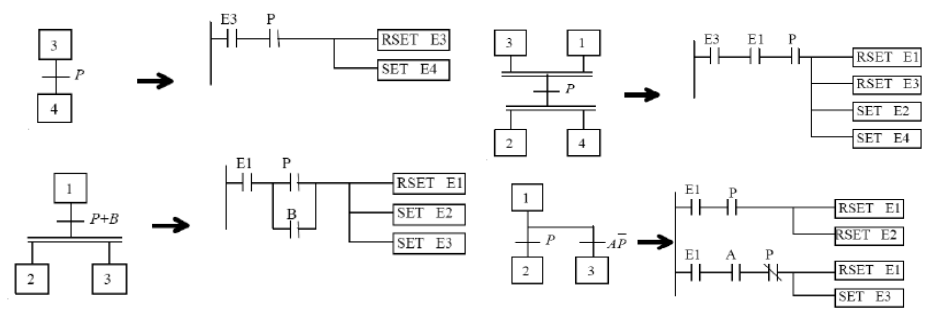 3
P
4
E3 P
RSET E3
SET E4
3 1
P
2 4
E3 E1 P
RSET E1
RSET E3
SET E2
SET E4
1
P+B
2 3
E1 P
B
RSET E1
SET E2
SET E3
1
P AP̅
2 3
E1 P
RSET E1
RSET E2
E1 A P
RSET E1
SET E3